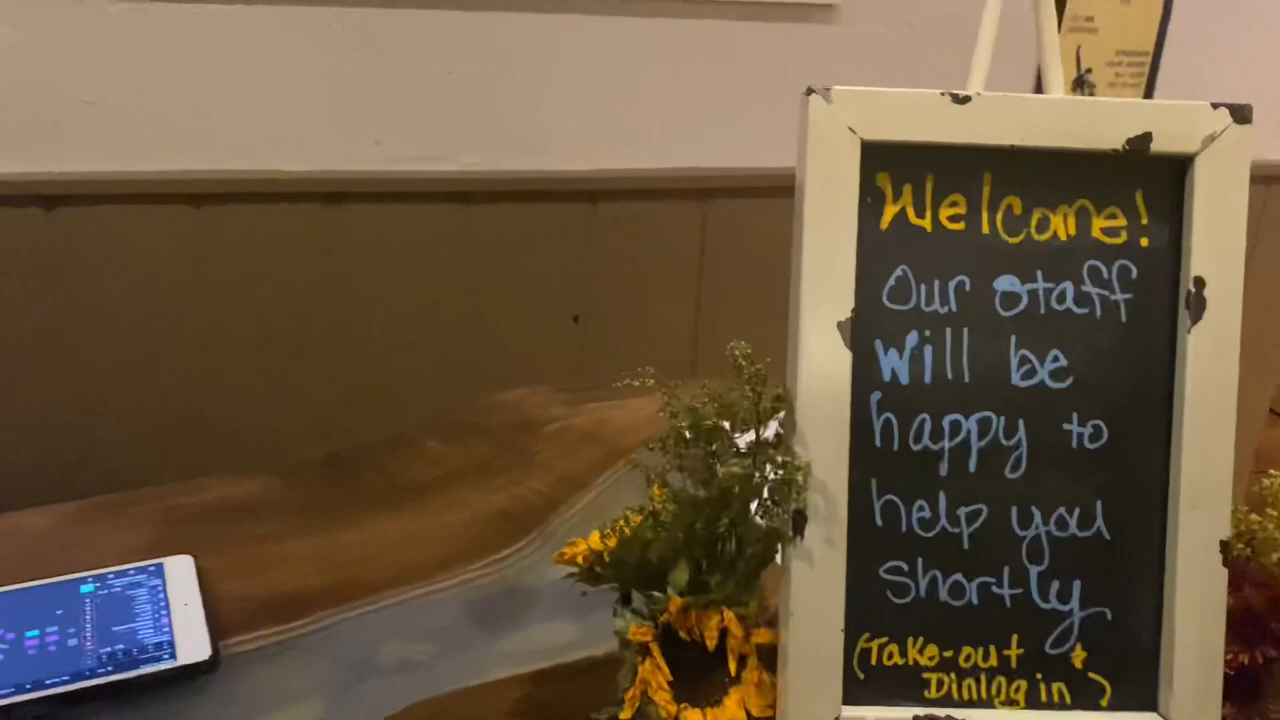 Welcome!
Our staff
will be
happy to
help you
shortly
(Take-out +
Dining in)